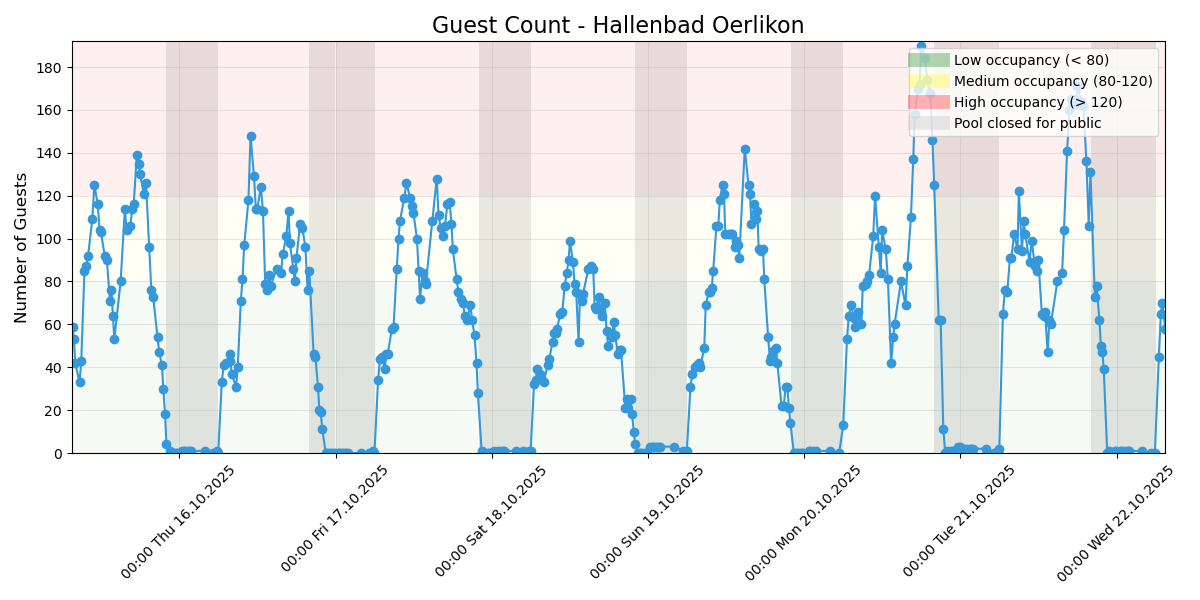 Guest Count - Hallenbad Oerlikon
Low occupancy (< 80)
Medium occupancy (80-120)
High occupancy (> 120)
Pool closed for public
Number of Guests
180
160
140
120
100
80
60
40
20
0
00:00 Thu 16.10.2025
00:00 Fri 17.10.2025
00:00 Sat 18.10.2025
00:00 Sun 19.10.2025
00:00 Mon 20.10.2025
00:00 Tue 21.10.2025
00:00 Wed 22.10.2025